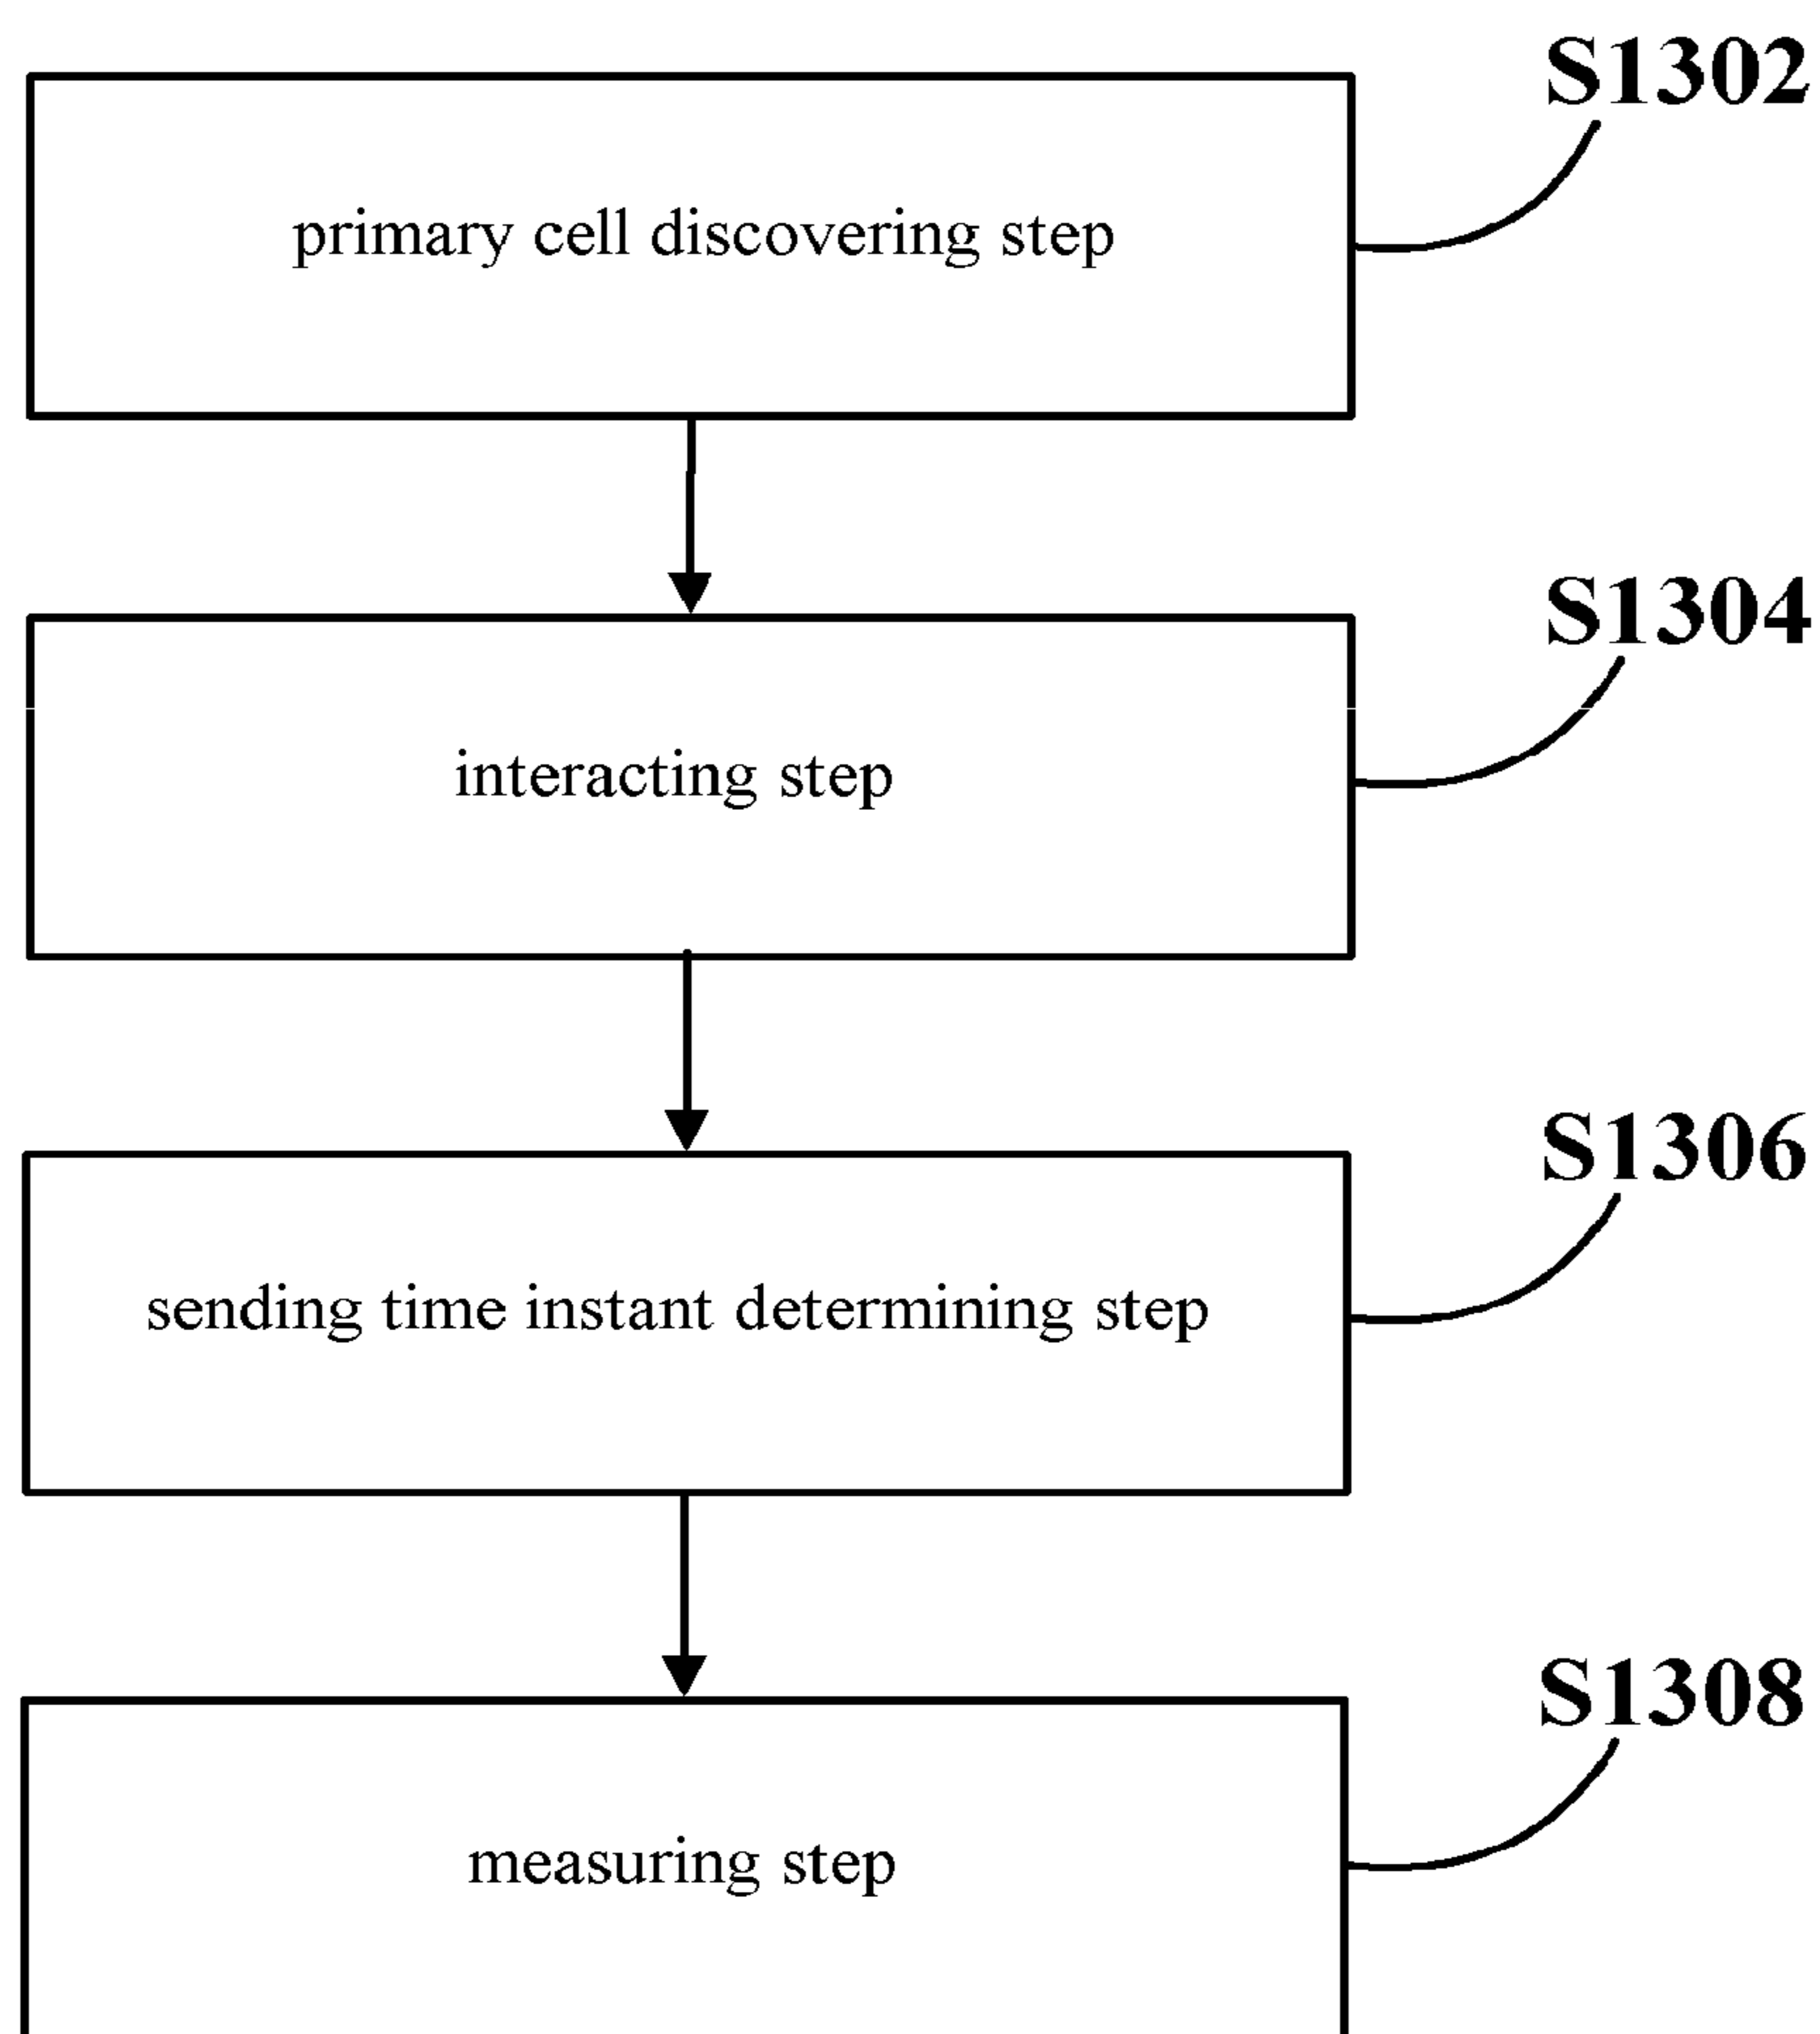 S1302
primary cell discovering step
S1304
interacting step
S1306
sending time instant determining step
S1308
measuring step